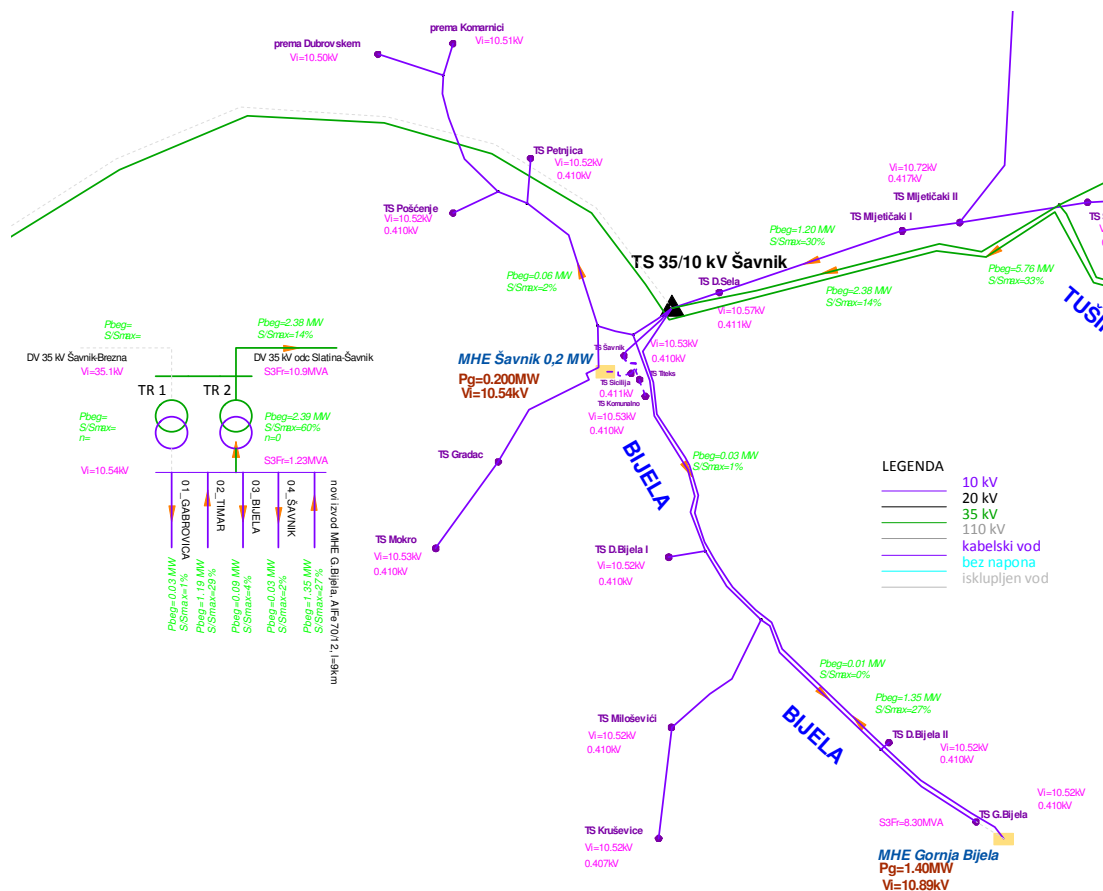 prema Komarnici
Vi=10.51kV
prema Dubrovskem
Vi=10.50kV
TS Petnjica
Vi=10.52kV
0.410kV
TS Pošćenje
Vi=10.52kV
0.410kV
Vi=10.72kV
0.417kV
TS Mljetičaki II
TS Mljetičaki I
Pbeg=1.20 MW
S/Smax=30%
Pbeg=5.76 MW
S/Smax=33%
Pbeg=2.38 MW
S/Smax=14%
TS 35/10 kV Šavnik
TS D.Sela
Vi=10.57kV
0.411kV
Pbeg=0.06 MW
S/Smax=2%
TS Šavnik
Vi=10.53kV
0.410kV
MHE Šavnik 0,2 MW
Pg=0.200MW
Vi=10.54kV
TS Titeks
TS Sicilija
0.411kV
TS Komunalno
Vi=10.53kV
0.410kV
Pbeg=
S/Smax=
Pbeg=2.38 MW
S/Smax=14%
DV 35 kV Šavnik-Brezna
Vi=35.1kV
DV 35 kV odc Slatina-Šavnik
S3Fr=10.9MVA
TR 1
TR 2
Pbeg=
S/Smax=
n=
Pbeg=2.39 MW
S/Smax=60%
n=0
Vi=10.54kV
S3Fr=1.23MVA
01_GABROVICA
02_TIMAR
03_BIJELA
04_ŠAVNIK
novi izvod MHE G.Bijela, AlFe 70/12, l=9km
Pbeg=0.03 MW
S/Smax=1%
Pbeg=1.19 MW
S/Smax=29%
Pbeg=0.09 MW
S/Smax=4%
Pbeg=0.03 MW
S/Smax=2%
Pbeg=1.35 MW
S/Smax=27%
TS Gradac
TS Mokro
Vi=10.53kV
0.410kV
BIJELA
Pbeg=0.03 MW
S/Smax=1%
TS D.Bijela I
Vi=10.52kV
0.410kV
LEGENDA
10 kV
20 kV
35 kV
110 kV
kabelski vod
bez napona
isklupljen vod
Pbeg=0.01 MW
S/Smax=0%
Pbeg=1.35 MW
S/Smax=27%
BIJELA
TS Miloševići
Vi=10.52kV
0.410kV
TS D.Bijela II
Vi=10.52kV
0.410kV
Vi=10.52kV
0.410kV
TS G.Bijela
S3Fr=8.30MVA
TS Kruševice
Vi=10.52kV
0.407kV
MHE Gornja Bijela
Pg=1.40MW
Vi=10.89kV